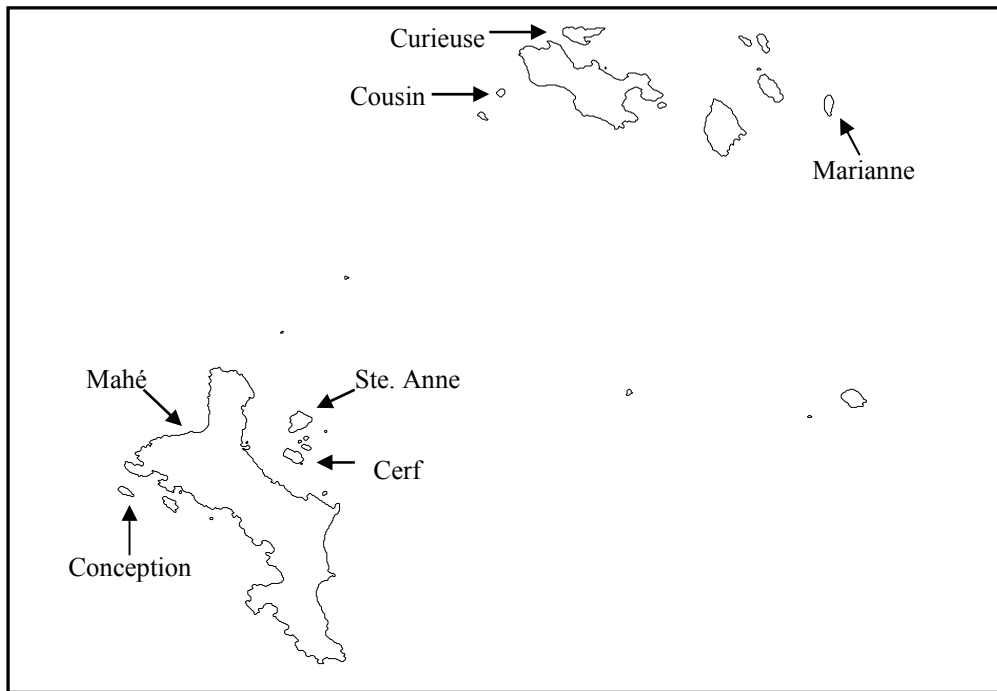 Curieuse
Cousin
Marianne
Mahé
Ste. Anne
Cerf
Conception